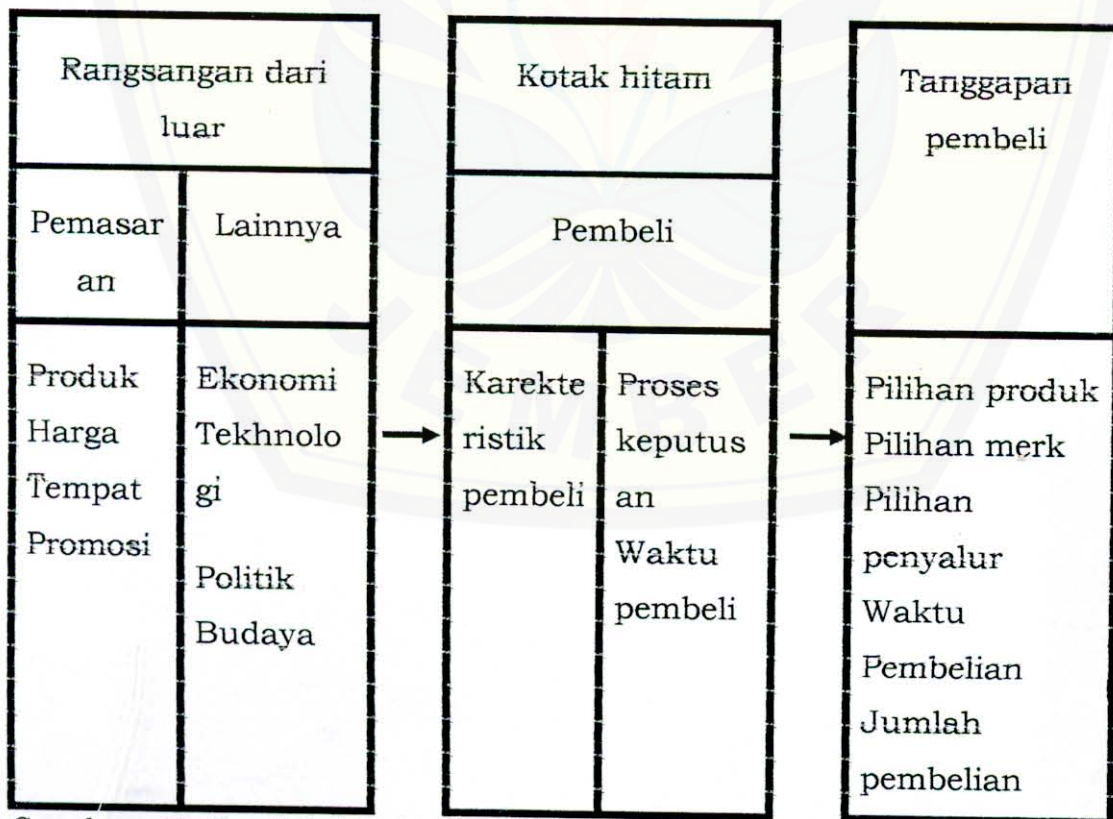 Rangsangan dari
luar
Pemasar
an
Lainnya
Produk
Harga
Tempat
Promosi
Ekonomi
Tekhnolo
gi
Politik
Budaya
Kotak hitam
Pembeli
Karekte
ristik
pembeli
Proses
keputus
an
Waktu
pembeli
Tanggapan
pembeli
Pilihan produk
Pilihan merk
Pilihan
penyalur
Waktu
Pembelian
Jumlah
pembelian
JEMBER